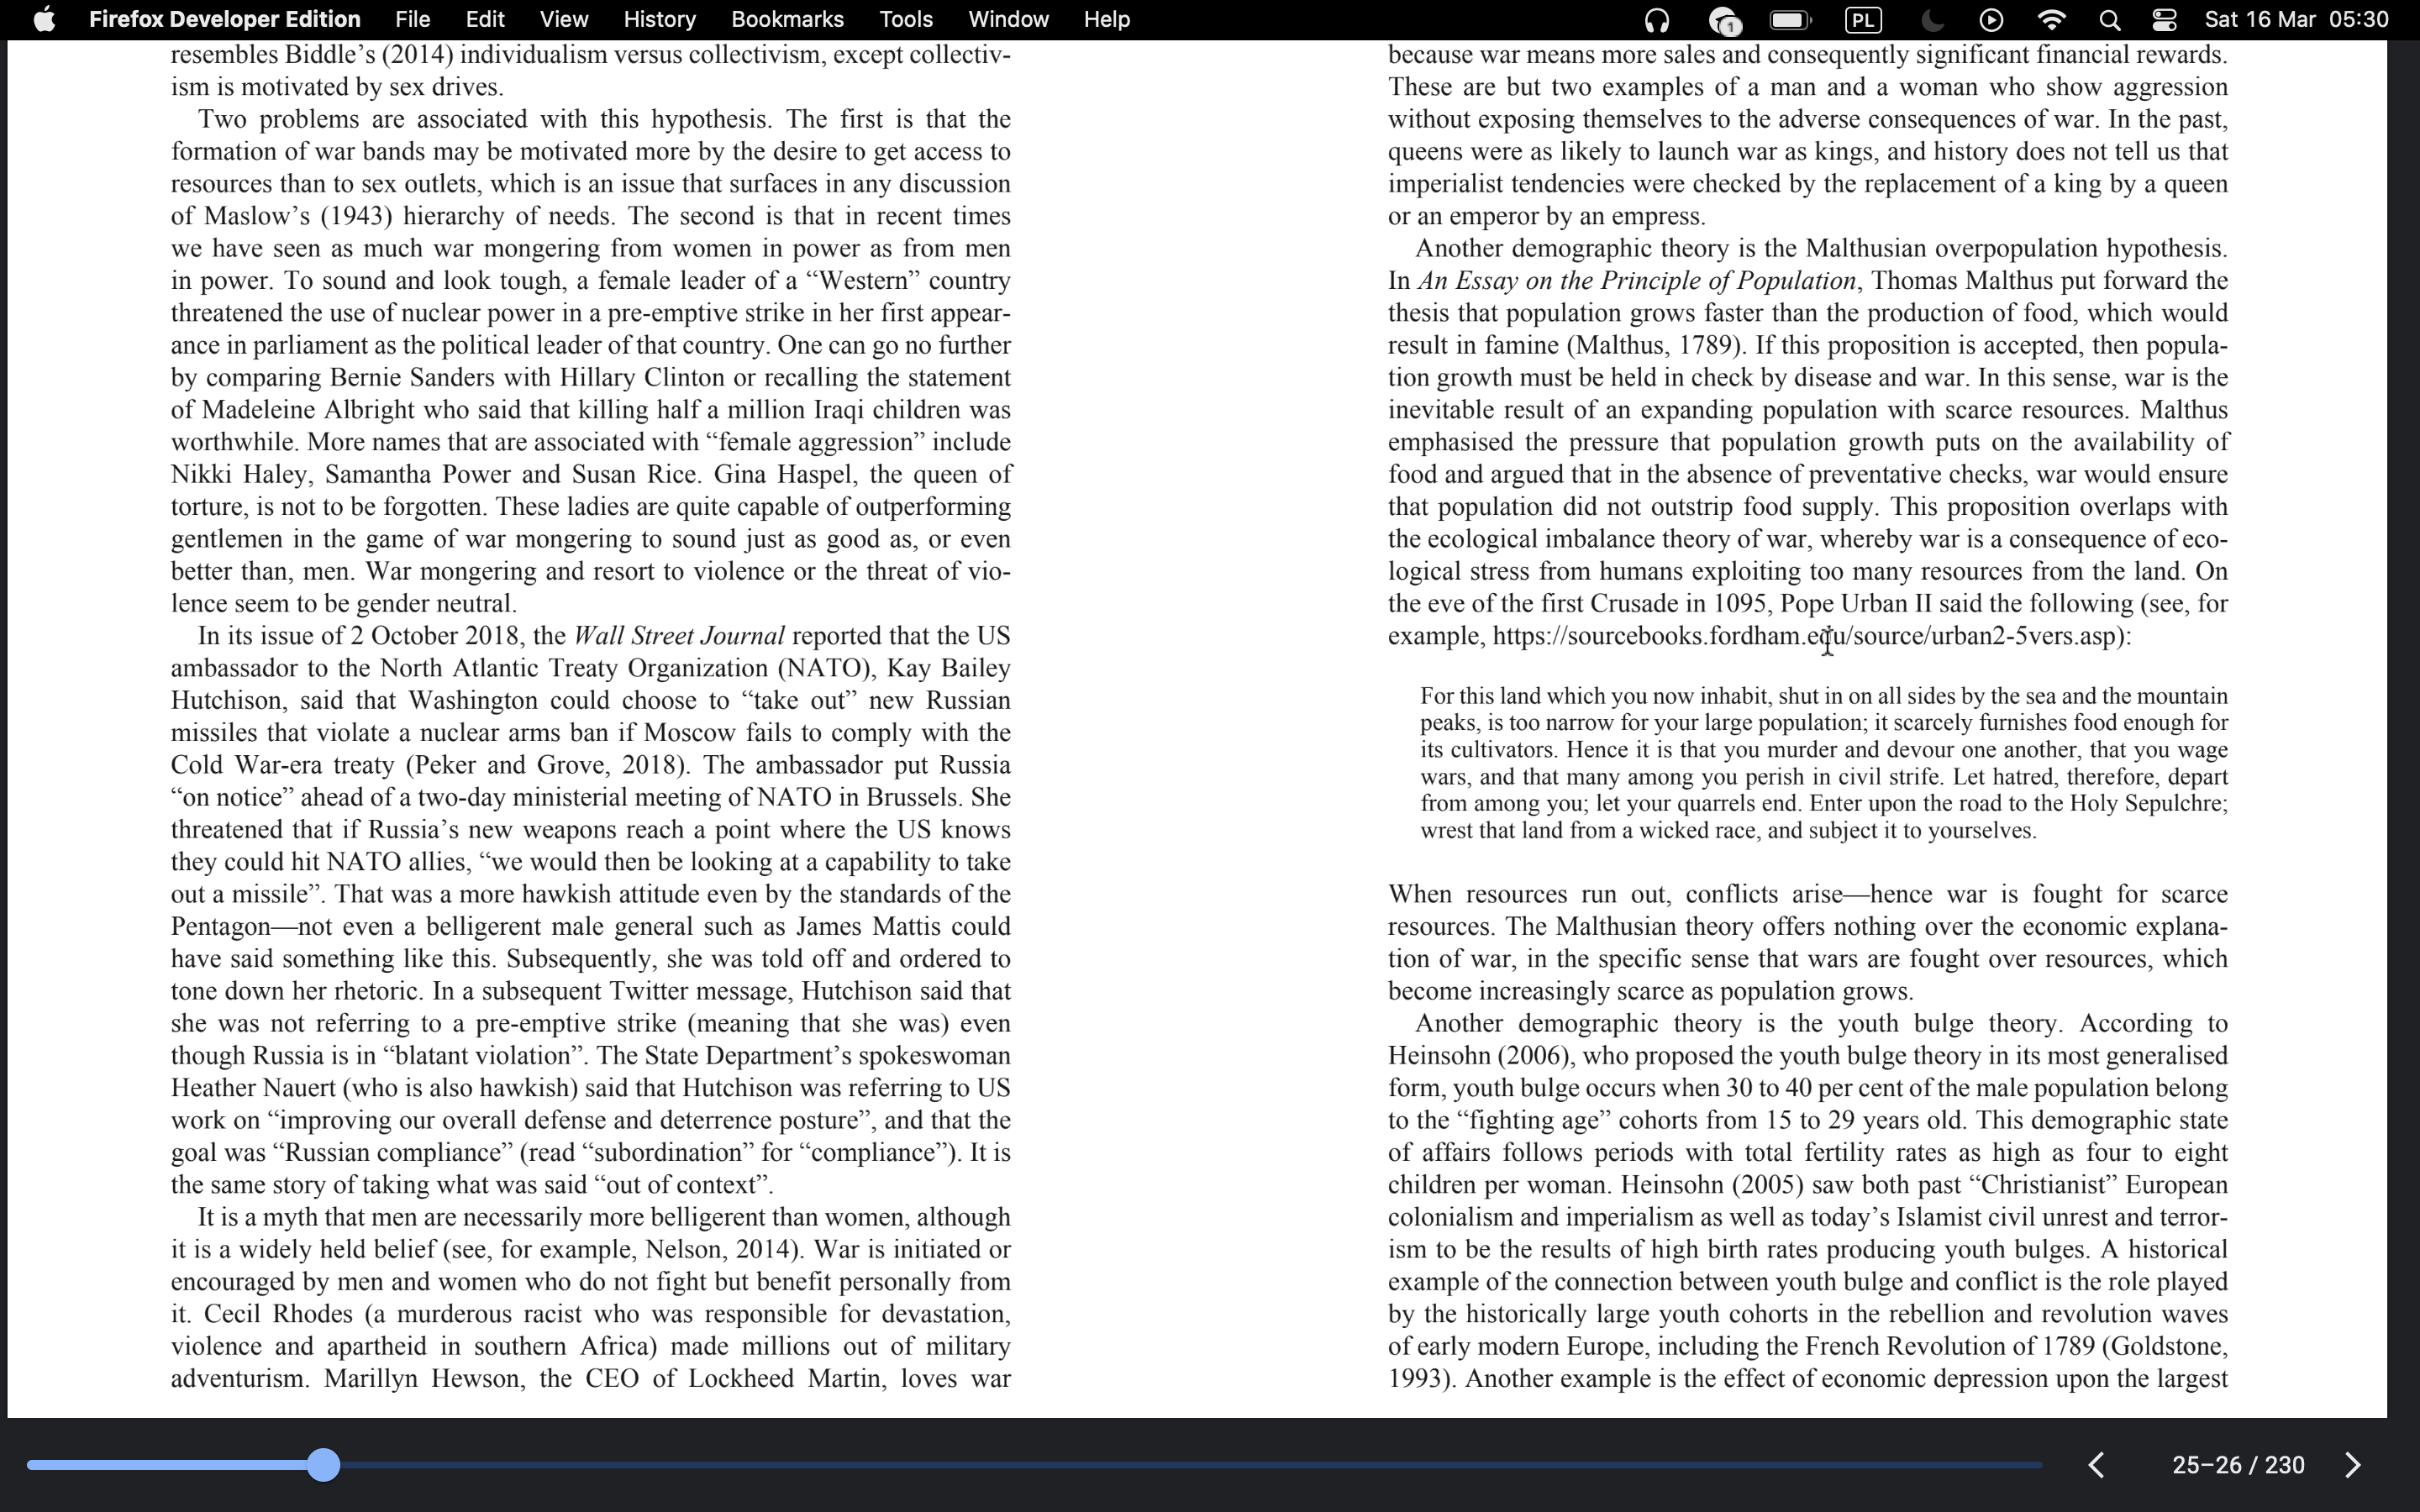 Firefox Developer Edition File Edit View History Bookmarks Tools Window Help 1 PL Sat 16 Mar 05:30
resembles Biddle’s (2014) individualism versus collectivism, except collectiv-
ism is motivated by sex drives.
Two problems are associated with this hypothesis. The first is that the
formation of war bands may be motivated more by the desire to get access to
resources than to sex outlets, which is an issue that surfaces in any discussion
of Maslow’s (1943) hierarchy of needs. The second is that in recent times
we have seen as much war mongering from women in power as from men
in power. To sound and look tough, a female leader of a “Western” country
threatened the use of nuclear power in a pre-emptive strike in her first appear-
ance in parliament as the political leader of that country. One can go no further
by comparing Bernie Sanders with Hillary Clinton or recalling the statement
of Madeleine Albright who said that killing half a million Iraqi children was
worthwhile. More names that are associated with “female aggression” include
Nikki Haley, Samantha Power and Susan Rice. Gina Haspel, the queen of
torture, is not to be forgotten. These ladies are quite capable of outperforming
gentlemen in the game of war mongering to sound just as good as, or even
better than, men. War mongering and resort to violence or the threat of vio-
lence seem to be gender neutral.
In its issue of 2 October 2018, the Wall Street Journal reported that the US
ambassador to the North Atlantic Treaty Organization (NATO), Kay Bailey
Hutchison, said that Washington could choose to “take out” new Russian
missiles that violate a nuclear arms ban if Moscow fails to comply with the
Cold War-era treaty (Peker and Grove, 2018). The ambassador put Russia
“on notice” ahead of a two-day ministerial meeting of NATO in Brussels. She
threatened that if Russia’s new weapons reach a point where the US knows
they could hit NATO allies, “we would then be looking at a capability to take
out a missile”. That was a more hawkish attitude even by the standards of the
Pentagon—not even a belligerent male general such as James Mattis could
have said something like this. Subsequently, she was told off and ordered to
tone down her rhetoric. In a subsequent Twitter message, Hutchison said that
she was not referring to a pre-emptive strike (meaning that she was) even
though Russia is in “blatant violation”. The State Department’s spokeswoman
Heather Nauert (who is also hawkish) said that Hutchison was referring to US
work on “improving our overall defense and deterrence posture”, and that the
goal was “Russian compliance” (read “subordination” for “compliance”). It is
the same story of taking what was said “out of context”.
It is a myth that men are necessarily more belligerent than women, although
it is a widely held belief (see, for example, Nelson, 2014). War is initiated or
encouraged by men and women who do not fight but benefit personally from
it. Cecil Rhodes (a murderous racist who was responsible for devastation,
violence and apartheid in southern Africa) made millions out of military
adventurism. Marillyn Hewson, the CEO of Lockheed Martin, loves war
because war means more sales and consequently significant financial rewards.
These are but two examples of a man and a woman who show aggression
without exposing themselves to the adverse consequences of war. In the past,
queens were as likely to launch war as kings, and history does not tell us that
imperialist tendencies were checked by the replacement of a king by a queen
or an emperor by an empress.
Another demographic theory is the Malthusian overpopulation hypothesis.
In An Essay on the Principle of Population, Thomas Malthus put forward the
thesis that population grows faster than the production of food, which would
result in famine (Malthus, 1789). If this proposition is accepted, then popula-
tion growth must be held in check by disease and war. In this sense, war is the
inevitable result of an expanding population with scarce resources. Malthus
emphasised the pressure that population growth puts on the availability of
food and argued that in the absence of preventative checks, war would ensure
that population did not outstrip food supply. This proposition overlaps with
the ecological imbalance theory of war, whereby war is a consequence of eco-
logical stress from humans exploiting too many resources from the land. On
the eve of the first Crusade in 1095, Pope Urban II said the following (see, for
example, https://sourcebooks.fordham.edu/source/urban2-5vers.asp):
For this land which you now inhabit, shut in on all sides by the sea and the mountain
peaks, is too narrow for your large population; it scarcely furnishes food enough for
its cultivators. Hence it is that you murder and devour one another, that you wage
wars, and that many among you perish in civil strife. Let hatred, therefore, depart
from among you; let your quarrels end. Enter upon the road to the Holy Sepulchre;
wrest that land from a wicked race, and subject it to yourselves.
When resources run out, conflicts arise—hence war is fought for scarce
resources. The Malthusian theory offers nothing over the economic explana-
tion of war, in the specific sense that wars are fought over resources, which
become increasingly scarce as population grows.
Another demographic theory is the youth bulge theory. According to
Heinsohn (2006), who proposed the youth bulge theory in its most generalised
form, youth bulge occurs when 30 to 40 per cent of the male population belong
to the “fighting age” cohorts from 15 to 29 years old. This demographic state
of affairs follows periods with total fertility rates as high as four to eight
children per woman. Heinsohn (2005) saw both past “Christianist” European
colonialism and imperialism as well as today’s Islamist civil unrest and terror-
ism to be the results of high birth rates producing youth bulges. A historical
example of the connection between youth bulge and conflict is the role played
by the historically large youth cohorts in the rebellion and revolution waves
of early modern Europe, including the French Revolution of 1789 (Goldstone,
1993). Another example is the effect of economic depression upon the largest
25–26 / 230